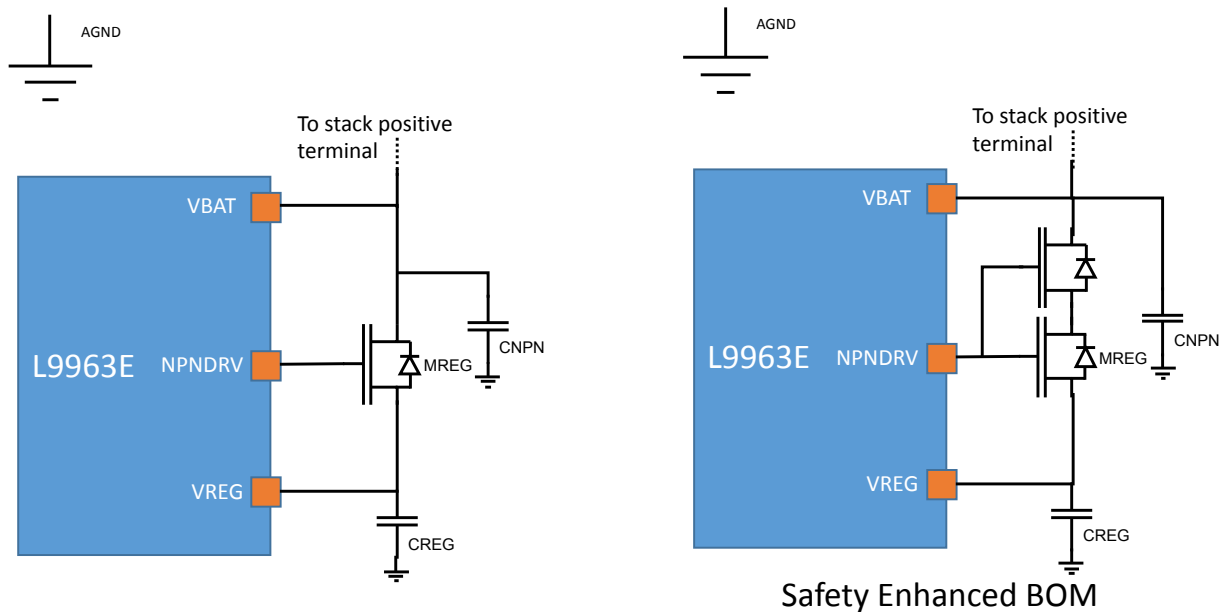 AGND
To stack positive
terminal
VBAT
L9963E
NPNDRV
MREG
CNPN
VREG
CREG
AGND
To stack positive
terminal
VBAT
L9963E
NPNDRV
MREG
CNPN
VREG
CREG
Safety Enhanced BOM